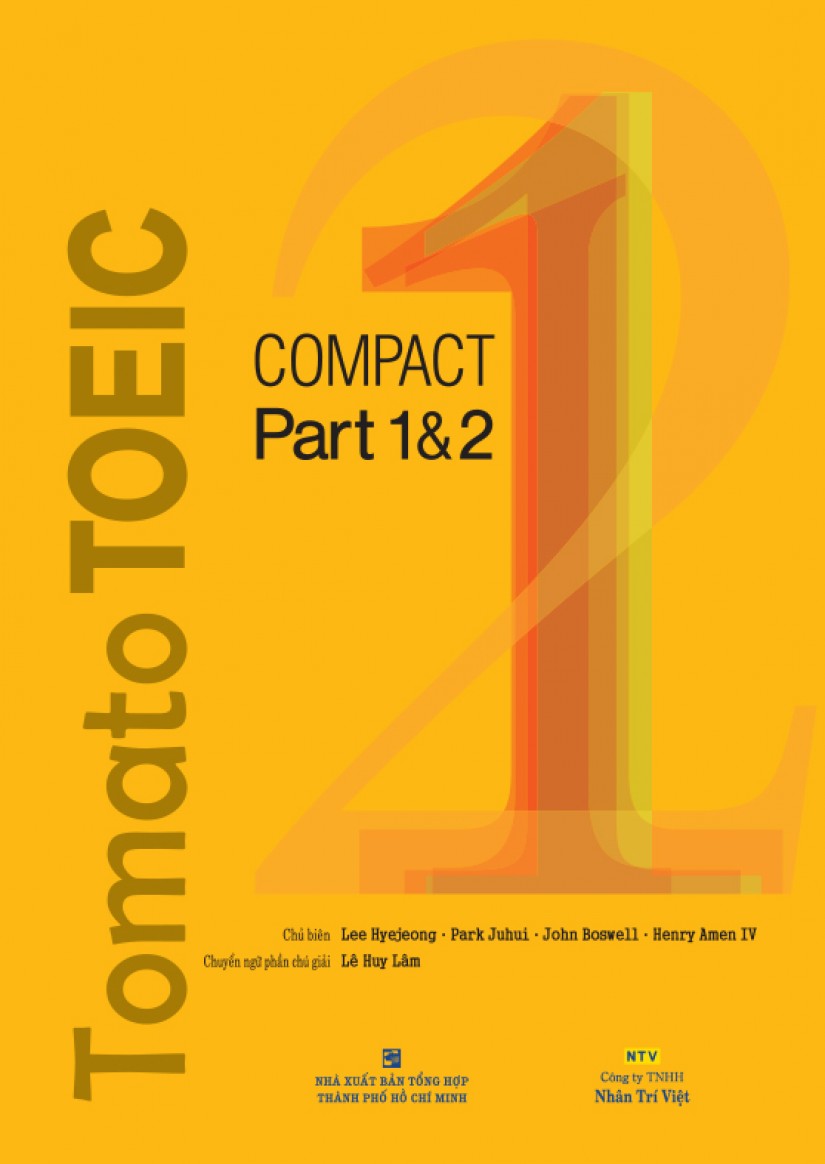 Tomato TOEIC
COMPACT
Part 1&2
Chủ biên Lee Hyejeong · Park Juhui · John Boswell · Henry Amen IV
Chuyển ngữ phần chú giải Lê Huy Lâm
NHÀ XUẤT BẢN TỔNG HỢP
THÀNH PHỐ HỒ CHÍ MINH
NTV
Công ty TNHH
Nhân Trí Việt